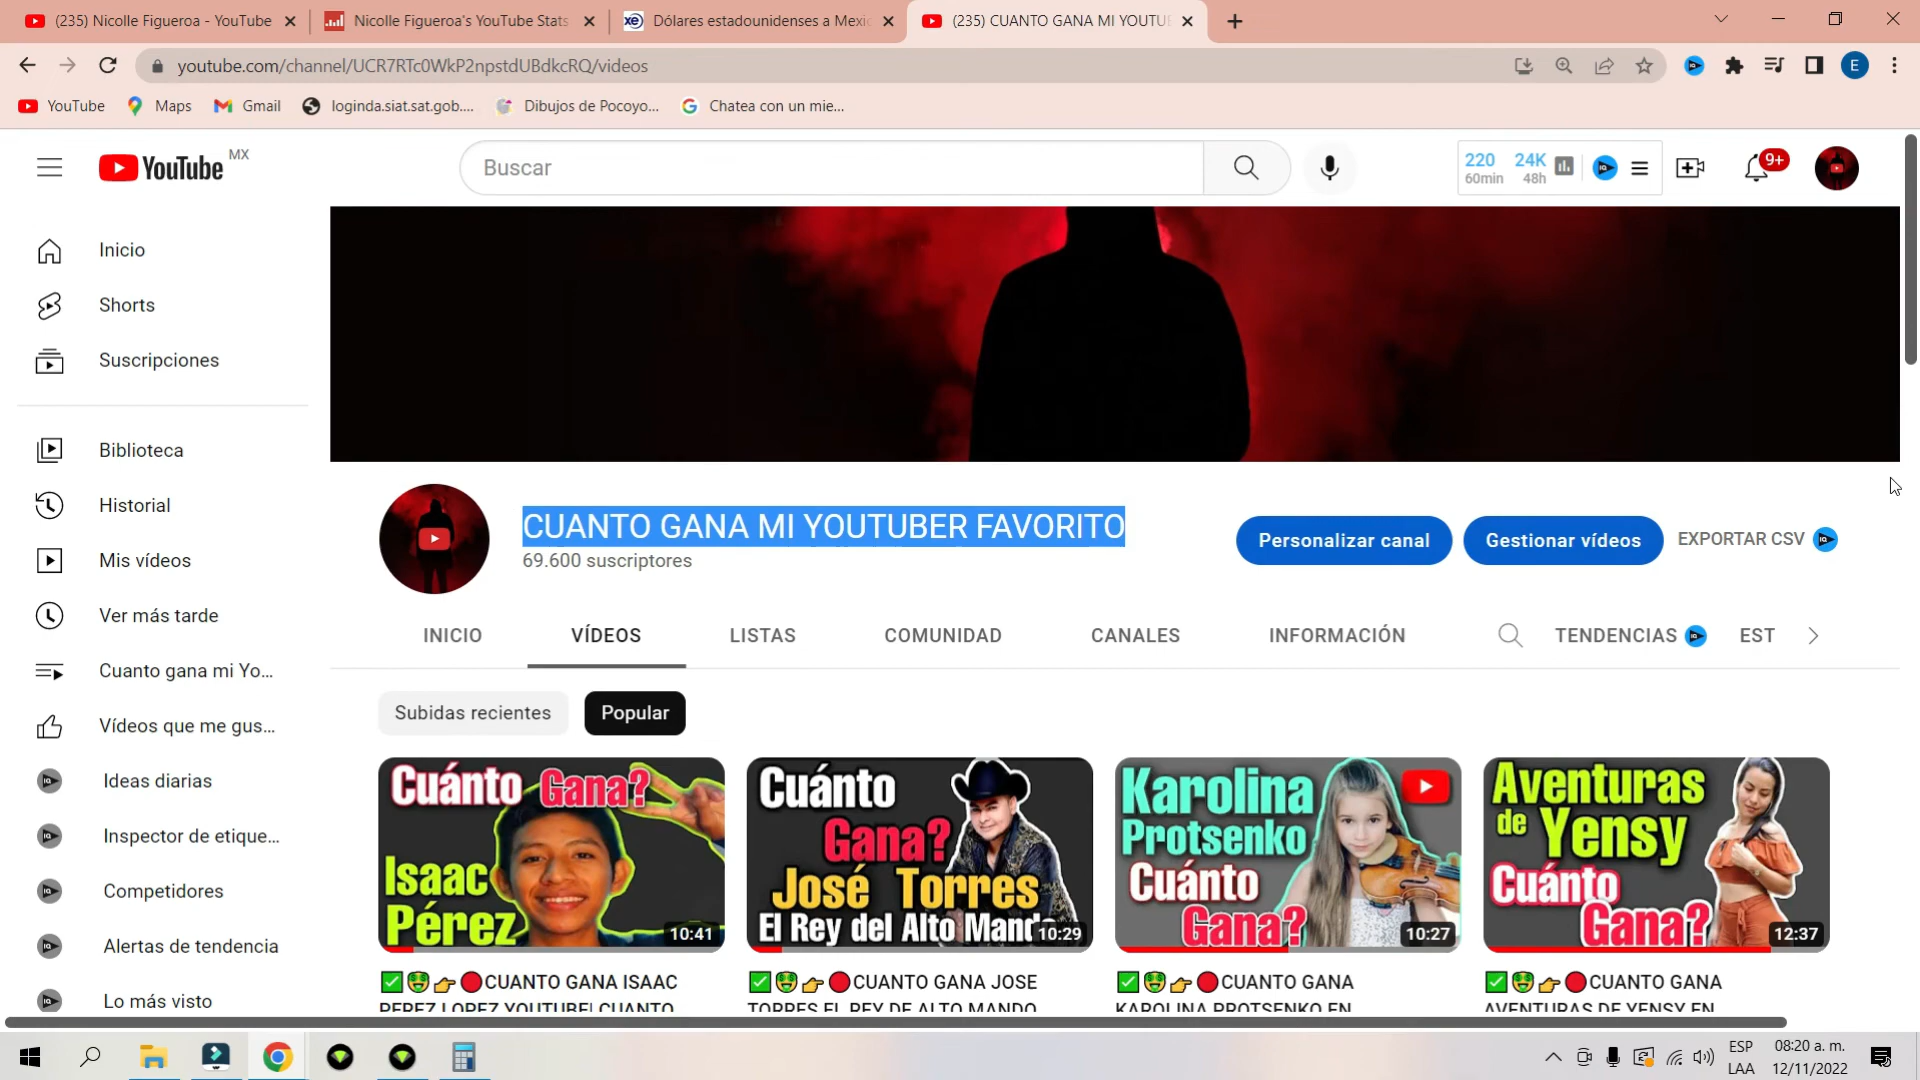 (235) Nicolle Figueroa - YouTube
Nicolle Figueroa's YouTube Stats
Dólares estadounidenses a Mexi
(235) CUANTO GANA MI YOUTU
youtube.com/channel/UCR7RTc0WkP2npstdUBdkcRQ/videos
E
YouTube
Maps
Gmail
loginda.siat.sat.gob....
Dibujos de Pocoyo...
Chatea con un mie...
YouTube MX
Buscar
220
60min
24K
48h
9+
Inicio
Shorts
Suscripciones
Biblioteca
Historial
Mis vídeos
Ver más tarde
Cuanto gana mi Yo...
Vídeos que me gus...
Ideas diarias
Inspector de etique...
Competidores
Alertas de tendencia
Lo más visto
CUANTO GANA MI YOUTUBER FAVORITO
69.600 suscriptores
Personalizar canal
Gestionar vídeos
EXPORTAR CSV
INICIO
VÍDEOS
LISTAS
COMUNIDAD
CANALES
INFORMACIÓN
TENDENCIAS
EST
Subidas recientes
Popular
Cuánto Gana?
Isaac
Pérez
10:41
✅🤑👉🔴CUANTO GANA ISAAC
PEREZ LOPEZ YOUTUBE| CUANTO
Cuánto
Gana?
José Torres
El Rey del Alto Mando
10:29
✅🤑👉🔴CUANTO GANA JOSE
TORRES EL REY DE ALTO MANDO
Karolina
Protsenko
Cuánto
Gana?
10:27
✅🤑👉🔴CUANTO GANA
KAROLINA PROTSENKO EN
Aventuras
de Yensy
Cuánto
Gana?
12:37
✅🤑👉🔴CUANTO GANA
AVENTURAS DE YENSY EN
ESP
LAA
08:20 a. m.
12/11/2022